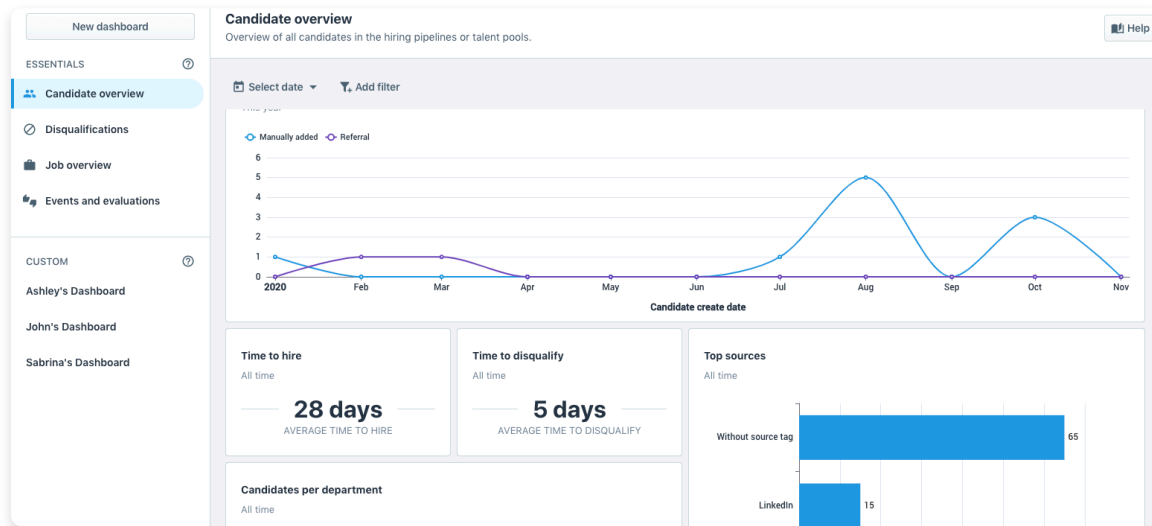 New dashboard
ESSENTIALS
Candidate overview
Disqualifications
Job overview
Events and evaluations
CUSTOM
Ashley's Dashboard
John's Dashboard
Sabrina's Dashboard
Candidate overview
Overview of all candidates in the hiring pipelines or talent pools.
Help
Select date
Add filter
This year
Manually added Referral
6
5
4
3
2
1
0
2020 Feb Mar Apr May Jun Jul Aug Sep Oct Nov
Candidate create date
Time to hire
All time
28 days
AVERAGE TIME TO HIRE
Time to disqualify
All time
5 days
AVERAGE TIME TO DISQUALIFY
Candidates per department
All time
Top sources
All time
Without source tag 65
LinkedIn 15